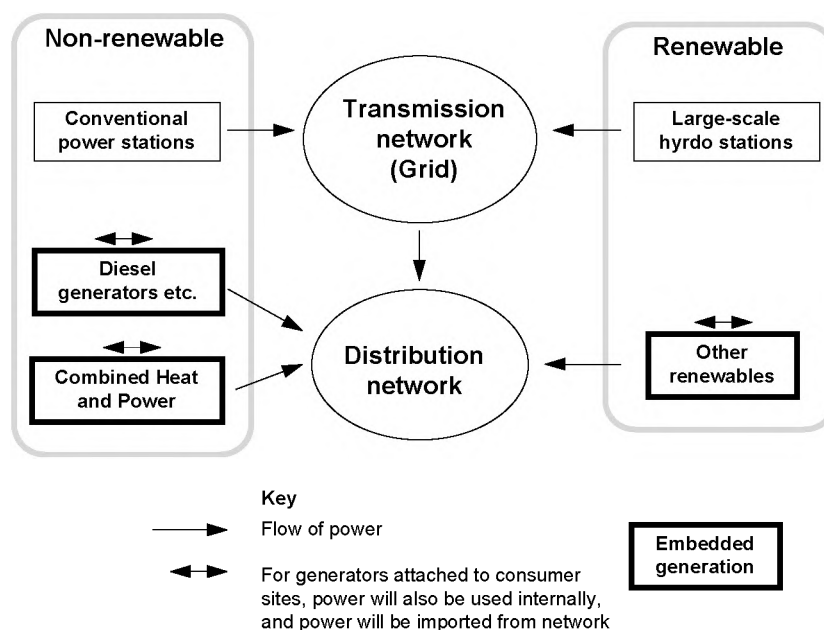 Non-renewable
Renewable
Conventional
power stations
Transmission
network
(Grid)
Large-scale
hyrdo stations
Diesel
generators etc.
Combined Heat
and Power
Distribution
network
Other
renewables
Key
Flow of power
For generators attached to consumer
sites, power will also be used internally,
and power will be imported from network
Embedded
generation